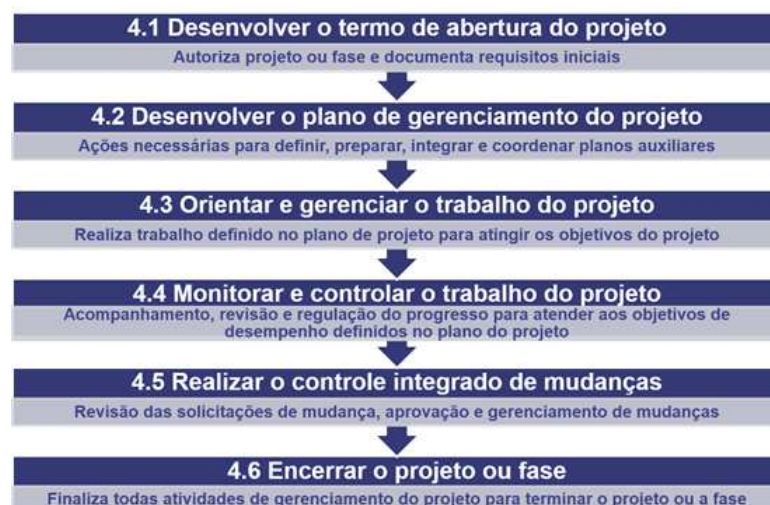 4.1 Desenvolver o termo de abertura do projeto
Autoriza projeto ou fase e documenta requisitos iniciais
4.2 Desenvolver o plano de gerenciamento do projeto
Ações necessárias para definir, preparar, integrar e coordenar planos auxiliares
4.3 Orientar e gerenciar o trabalho do projeto
Realiza trabalho definido no plano de projeto para atingir os objetivos do projeto
4.4 Monitorar e controlar o trabalho do projeto
Acompanhamento, revisão e regulação do progresso para atender aos objetivos de
desempenho definidos no plano do projeto
4.5 Realizar o controle integrado de mudanças
Revisão das solicitações de mudança, aprovação e gerenciamento de mudanças
4.6 Encerrar o projeto ou fase
Finaliza todas atividades de gerenciamento do projeto para terminar o projeto ou a fase